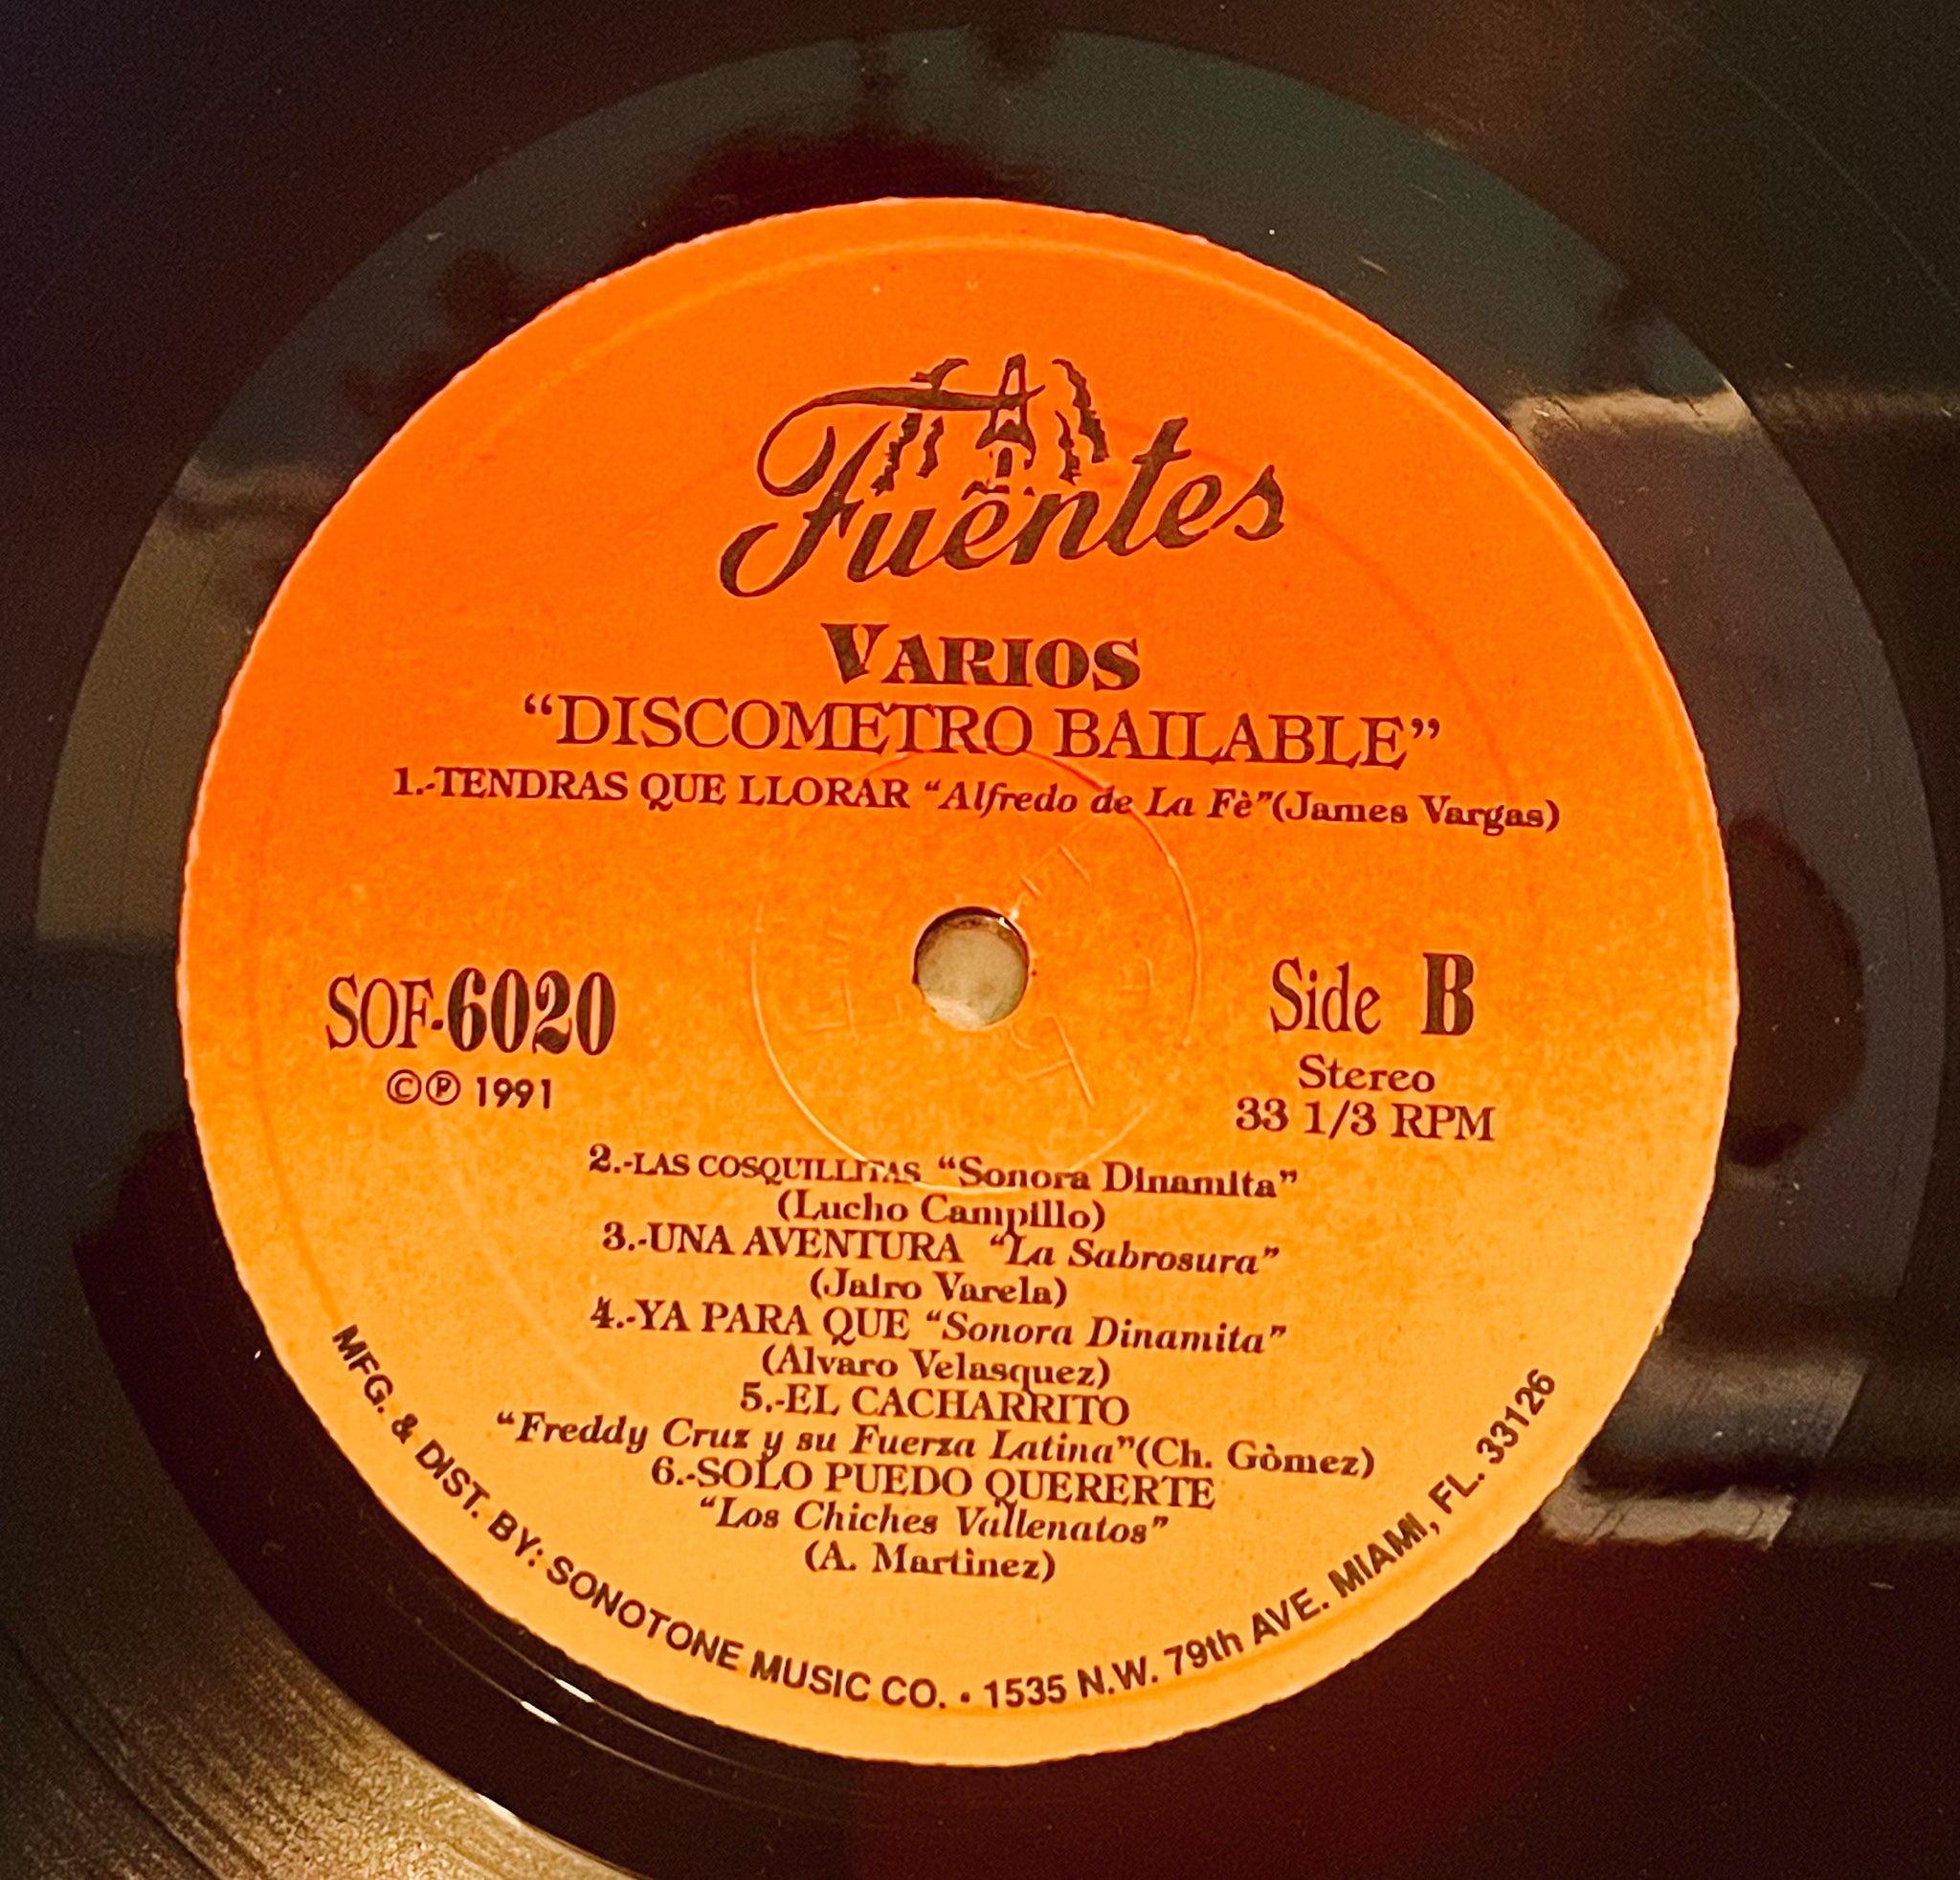 Fuentes
VARIOS
“DISCOMETRO BAILABLE”
1.-TENDRAS QUE LLORAR “Alfredo de La Fè”(James Vargas)
SOF-6020
©℗ 1991
Side B
Stereo
33 1/3 RPM
2.-LAS COSQUILLITAS “Sonora Dinamita”
(Lucho Campillo)
3.-UNA AVENTURA “La Sabrosura”
(Jairo Varela)
4.-YA PARA QUE “Sonora Dinamita”
(Alvaro Velasquez)
5.-EL CACHARRITO
“Freddy Cruz y su Fuerza Latina”(Ch. Gòmez)
6.-SOLO PUEDO QUERERTE
“Los Chiches Vallenatos”
(A. Martìnez)
MFG. & DIST. BY: SONOTONE MUSIC CO. • 1535 N.W. 79th AVE. MIAMI, FL. 33126